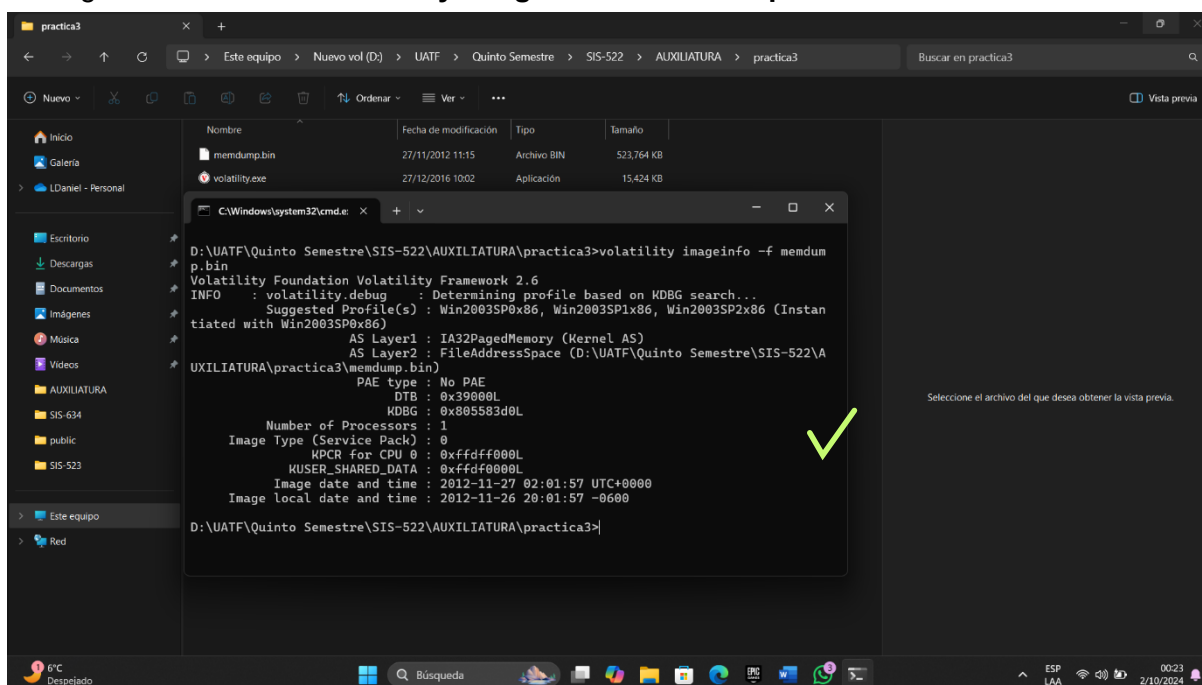 practica3
Este equipo > Nuevo vol (D:) > UATF > Quinto Semestre > SIS-522 > AUXILIATURA > practica3
Buscar en practica3
Nuevo
Ordenar
Ver
Vista previa
Inicio
Galería
LDaniel - Personal
Escritorio
Descargas
Documentos
Imágenes
Música
Vídeos
AUXILIATURA
SIS-634
public
SIS-523
Este equipo
Red
Nombre Fecha de modificación Tipo Tamaño
memdump.bin 27/11/2012 11:15 Archivo BIN 523,764 KB
volatility.exe 27/12/2016 10:02 Aplicación 15,424 KB
C:\Windows\system32\cmd.e:
D:\UATF\Quinto Semestre\SIS-522\AUXILIATURA\practica3>volatility imageinfo -f memdum
p.bin
Volatility Foundation Volatility Framework 2.6
INFO : volatility.debug : Determining profile based on KDBG search...
Suggested Profile(s) : Win2003SP0x86, Win2003SP1x86, Win2003SP2x86 (Instan
tiated with Win2003SP0x86)
AS Layer1 : IA32PagedMemory (Kernel AS)
AS Layer2 : FileAddressSpace (D:\UATF\Quinto Semestre\SIS-522\A
UXILIATURA\practica3\memdump.bin)
PAE type : No PAE
DTB : 0x39000L
KDBG : 0x805583d0L
Number of Processors : 1
Image Type (Service Pack) : 0
KPCR for CPU 0 : 0xffdff000L
KUSER_SHARED_DATA : 0xffdf0000L
Image date and time : 2012-11-27 02:01:57 UTC+0000
Image local date and time : 2012-11-26 20:01:57 -0600
D:\UATF\Quinto Semestre\SIS-522\AUXILIATURA\practica3>
Seleccione el archivo del que desea obtener la vista previa.
1
6°C
Despejado
Búsqueda
EPIC
GAMES
3
ESP
LAA
00:23
2/10/2024